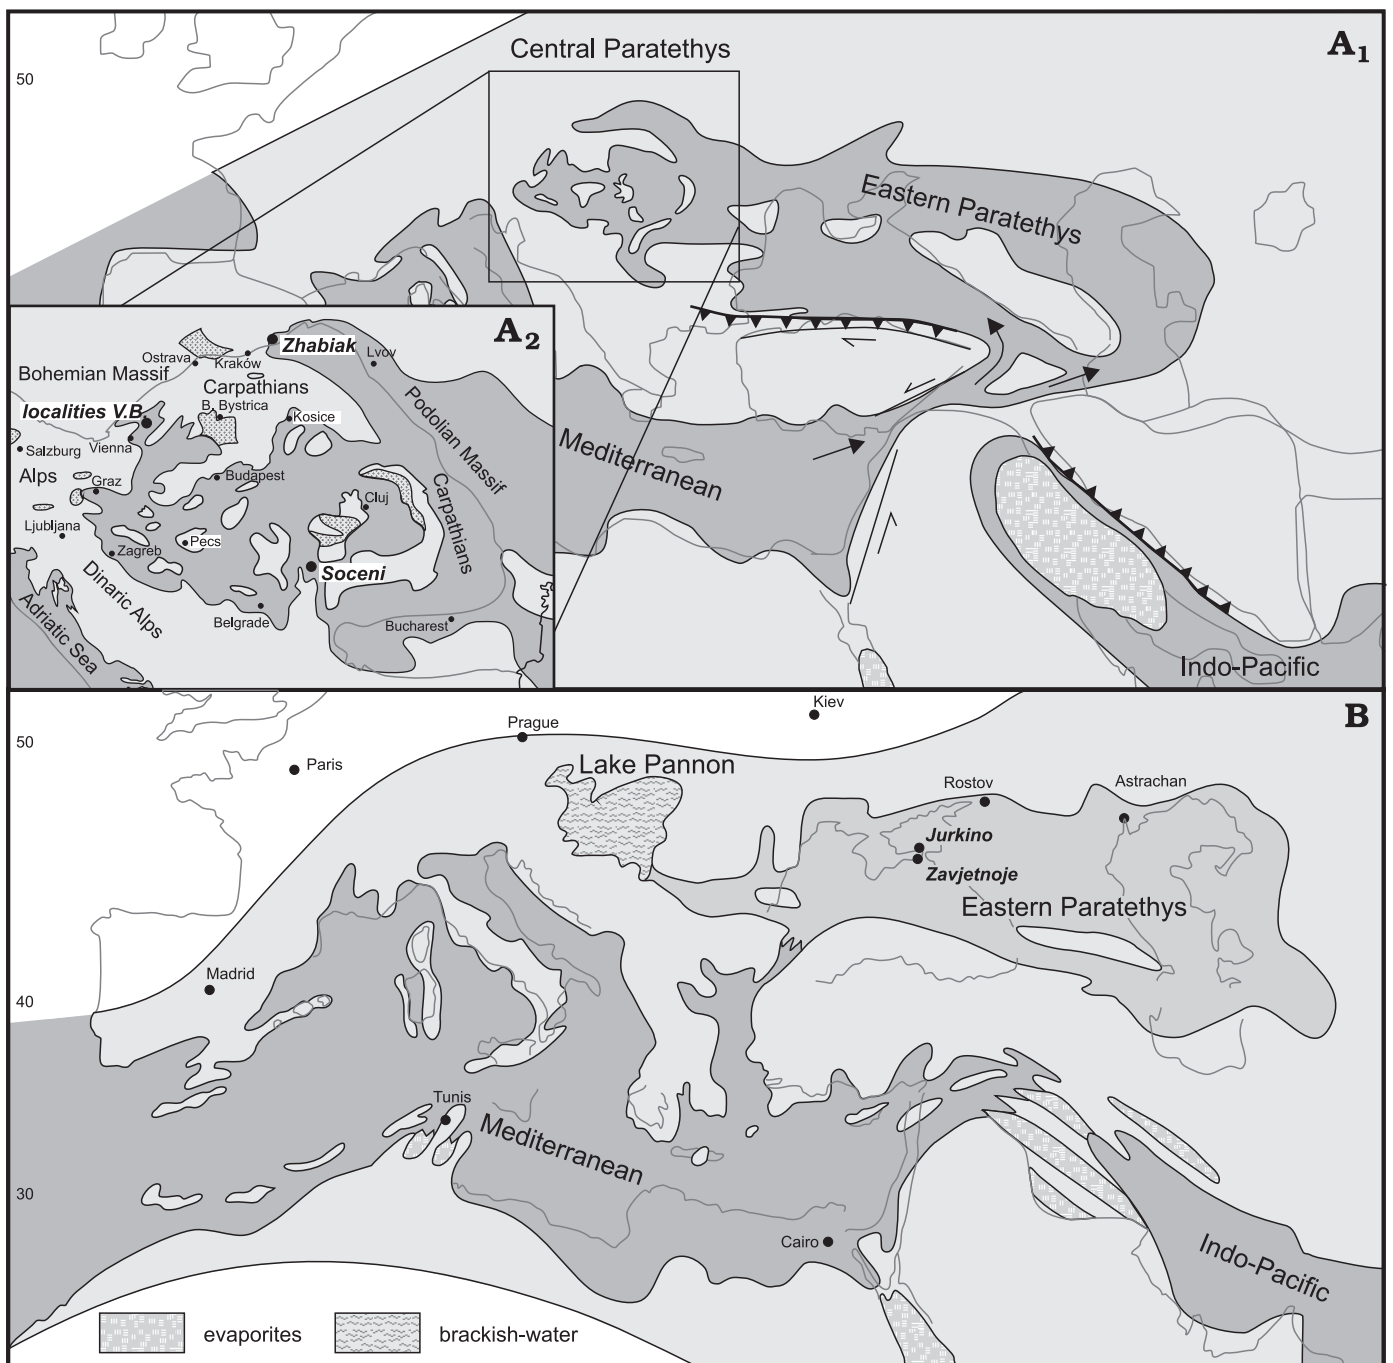 Central Paratethys
A1
50
Eastern Paratethys
A2
Zhabiak
Ostrava
Kraków
Lvov
Bohemian Massif
Carpathians
localities V.B
B. Bystrica
Kosice
Podolian Massif
Mediterranean
Salzburg
Vienna
Alps
Graz
Budapest
Cluj
Carpathians
Ljubljana
Zagreb
Pecs
Soceni
Dinaric Alps
Adriatic Sea
Belgrade
Bucharest
Indo-Pacific
Kiev
B
50
Prague
Paris
Lake Pannon
Rostov
Astrachan
Jurkino
Zavjetnoje
Eastern Paratethys
Madrid
40
Tunis
Mediterranean
30
Cairo
Indo-Pacific
evaporites
brackish-water